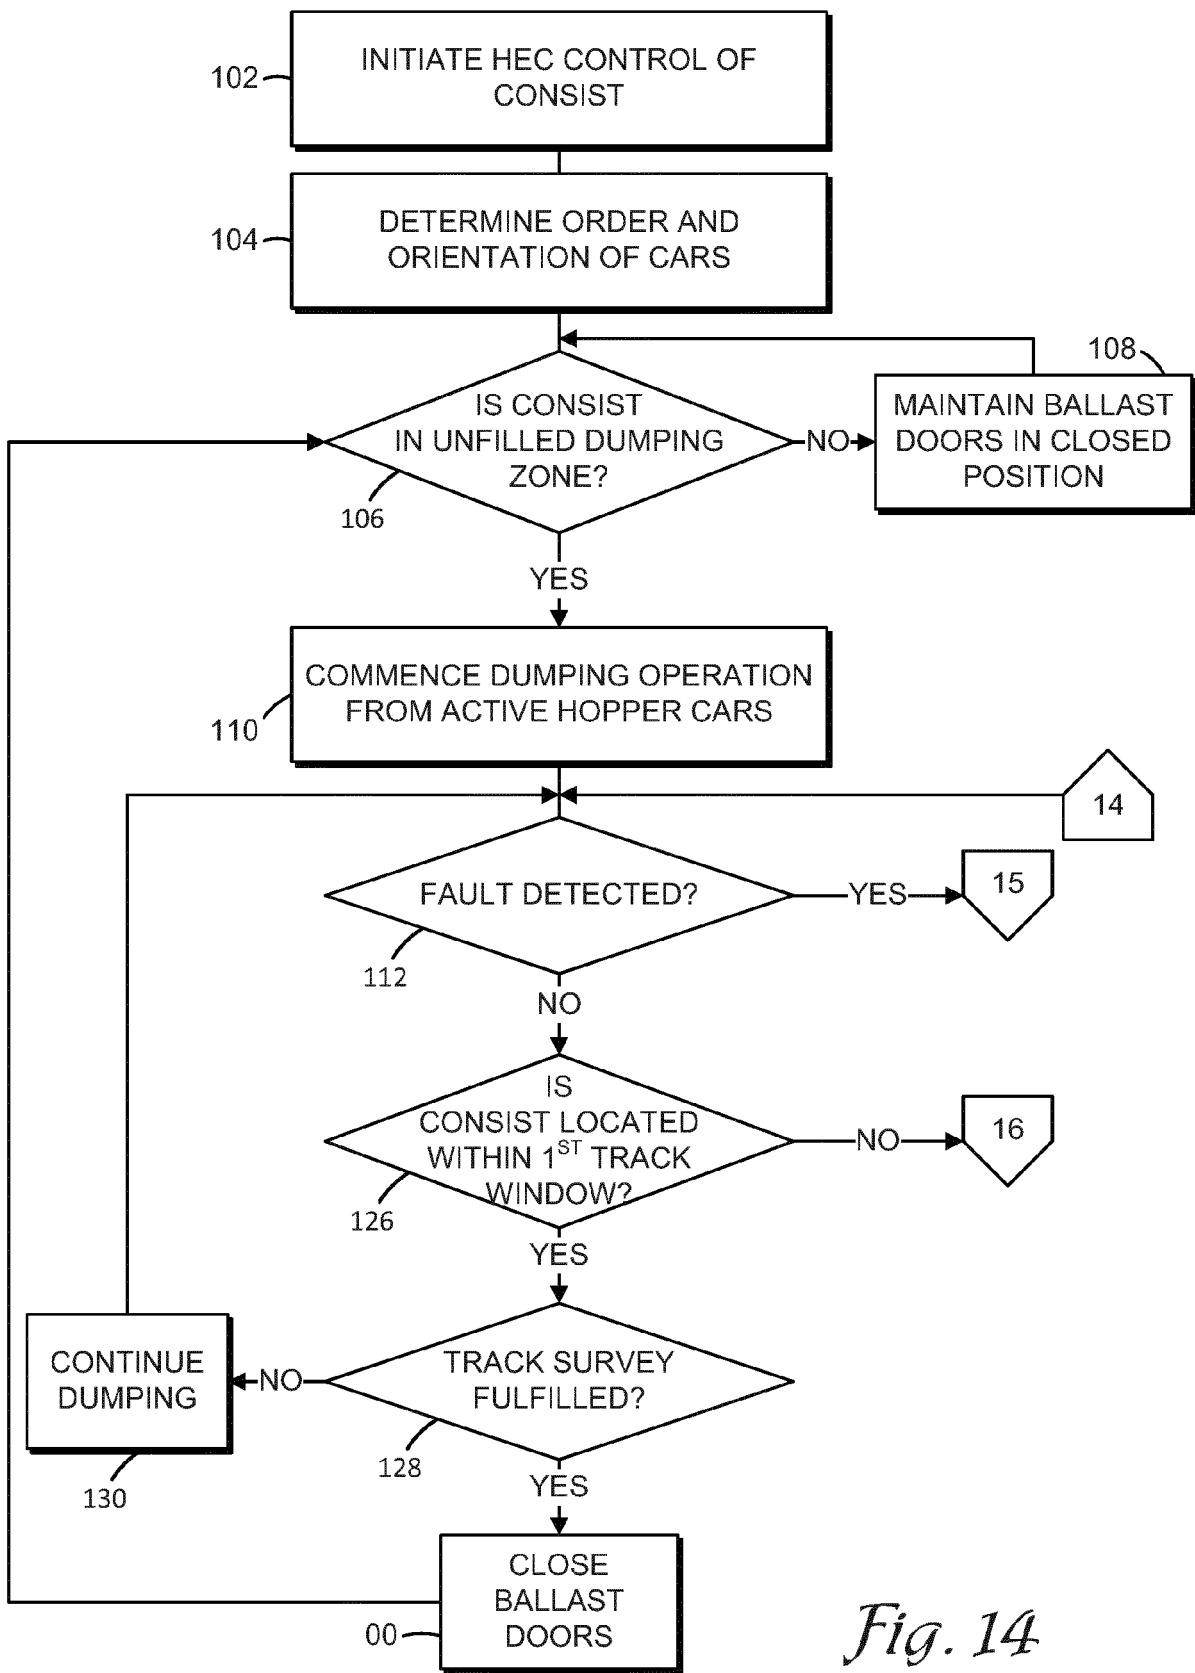 INITIATE HEC CONTROL OF
CONSIST
102
DETERMINE ORDER AND
ORIENTATION OF CARS
104
108
IS CONSIST
IN UNFILLED DUMPING
ZONE?
106
NO
MAINTAIN BALLAST
DOORS IN CLOSED
POSITION
YES
COMMENCE DUMPING OPERATION
FROM ACTIVE HOPPER CARS
110
14
FAULT DETECTED?
112
YES
15
NO
IS
CONSIST LOCATED
WITHIN 1ST TRACK
WINDOW?
126
NO
16
YES
TRACK SURVEY
FULFILLED?
128
NO
CONTINUE
DUMPING
130
YES
CLOSE
BALLAST
DOORS
00
Fig. 14